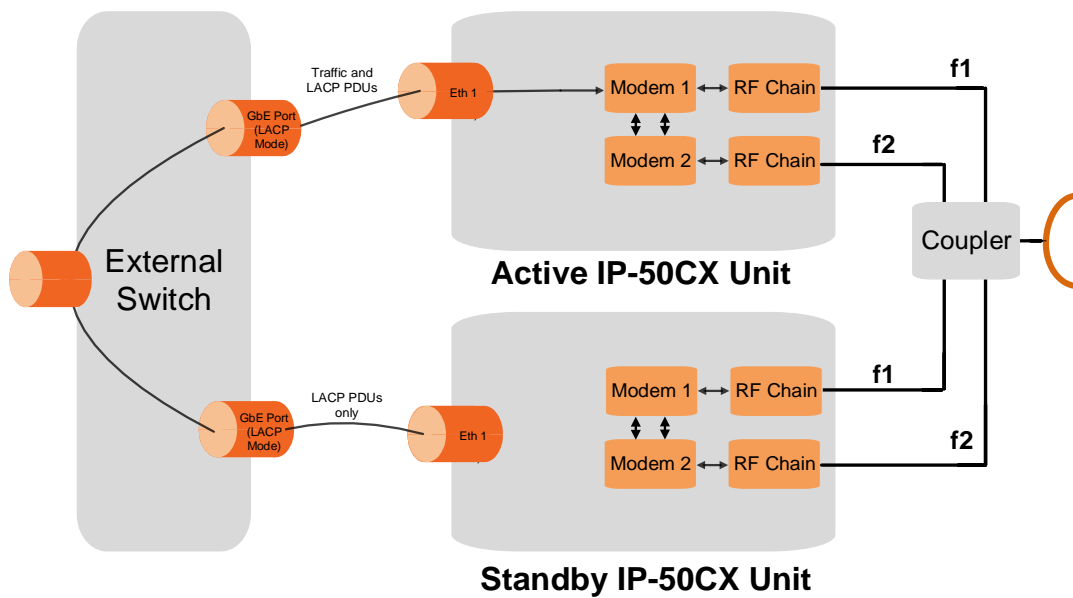 Traffic and
LACP PDUs
GbE Port
(LACP
Mode)
Eth 1
Modem 1
RF Chain
f1
Modem 2
RF Chain
f2
Coupler
External
Switch
Active IP-50CX Unit
LACP PDUs
only
GbE Port
(LACP
Mode)
Eth 1
Modem 1
RF Chain
f1
Modem 2
RF Chain
f2
Standby IP-50CX Unit